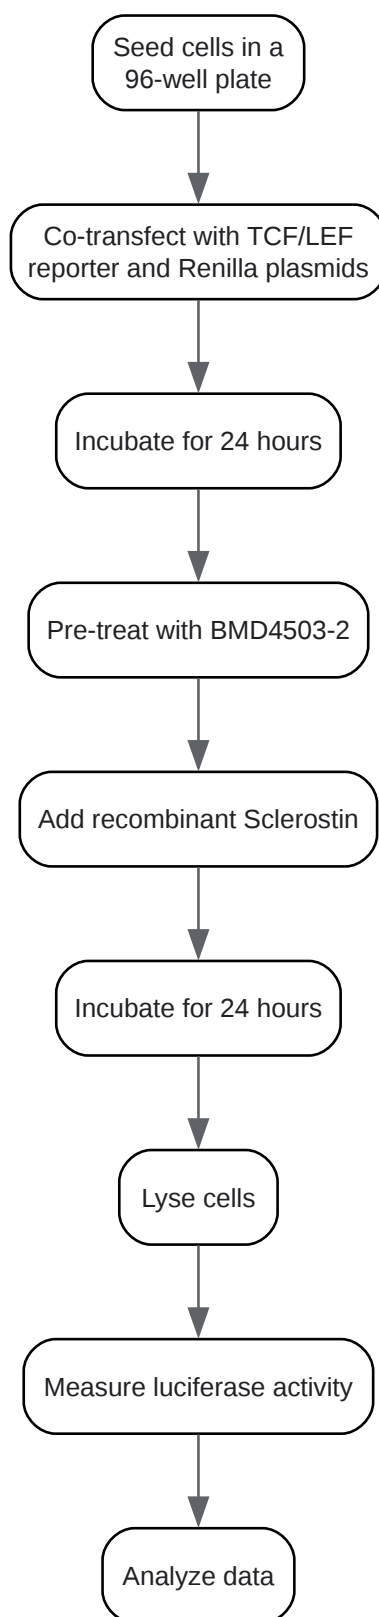 Seed cells in a
96-well plate
Co-transfect with TCF/LEF
reporter and Renilla plasmids
Incubate for 24 hours
Pre-treat with BMD4503-2
Add recombinant Sclerostin
Incubate for 24 hours
Lyse cells
Measure luciferase activity
Analyze data